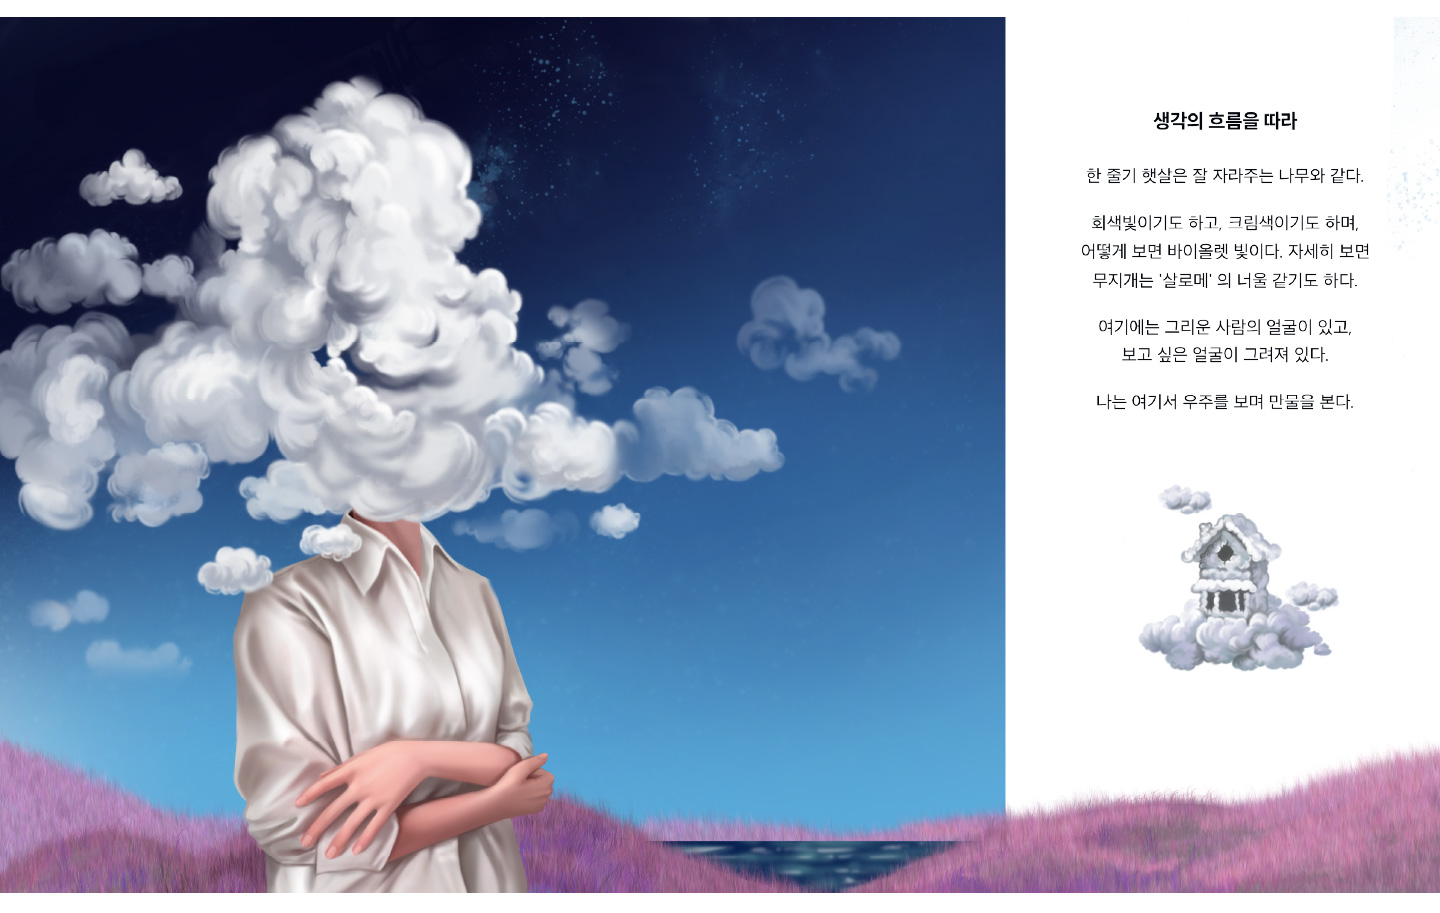 생각의 흐름을 따라
한 줄기 햇살은 잘 자라주는 나무와 같다.
회색빛이기도 하고, 크림색이기도 하며,
어떻게 보면 바이올렛 빛이다. 자세히 보면
무지개는 '살로메' 의 너울 같기도 하다.
여기에는 그리운 사람의 얼굴이 있고,
보고 싶은 얼굴이 그려져 있다.
나는 여기서 우주를 보며 만물을 본다.